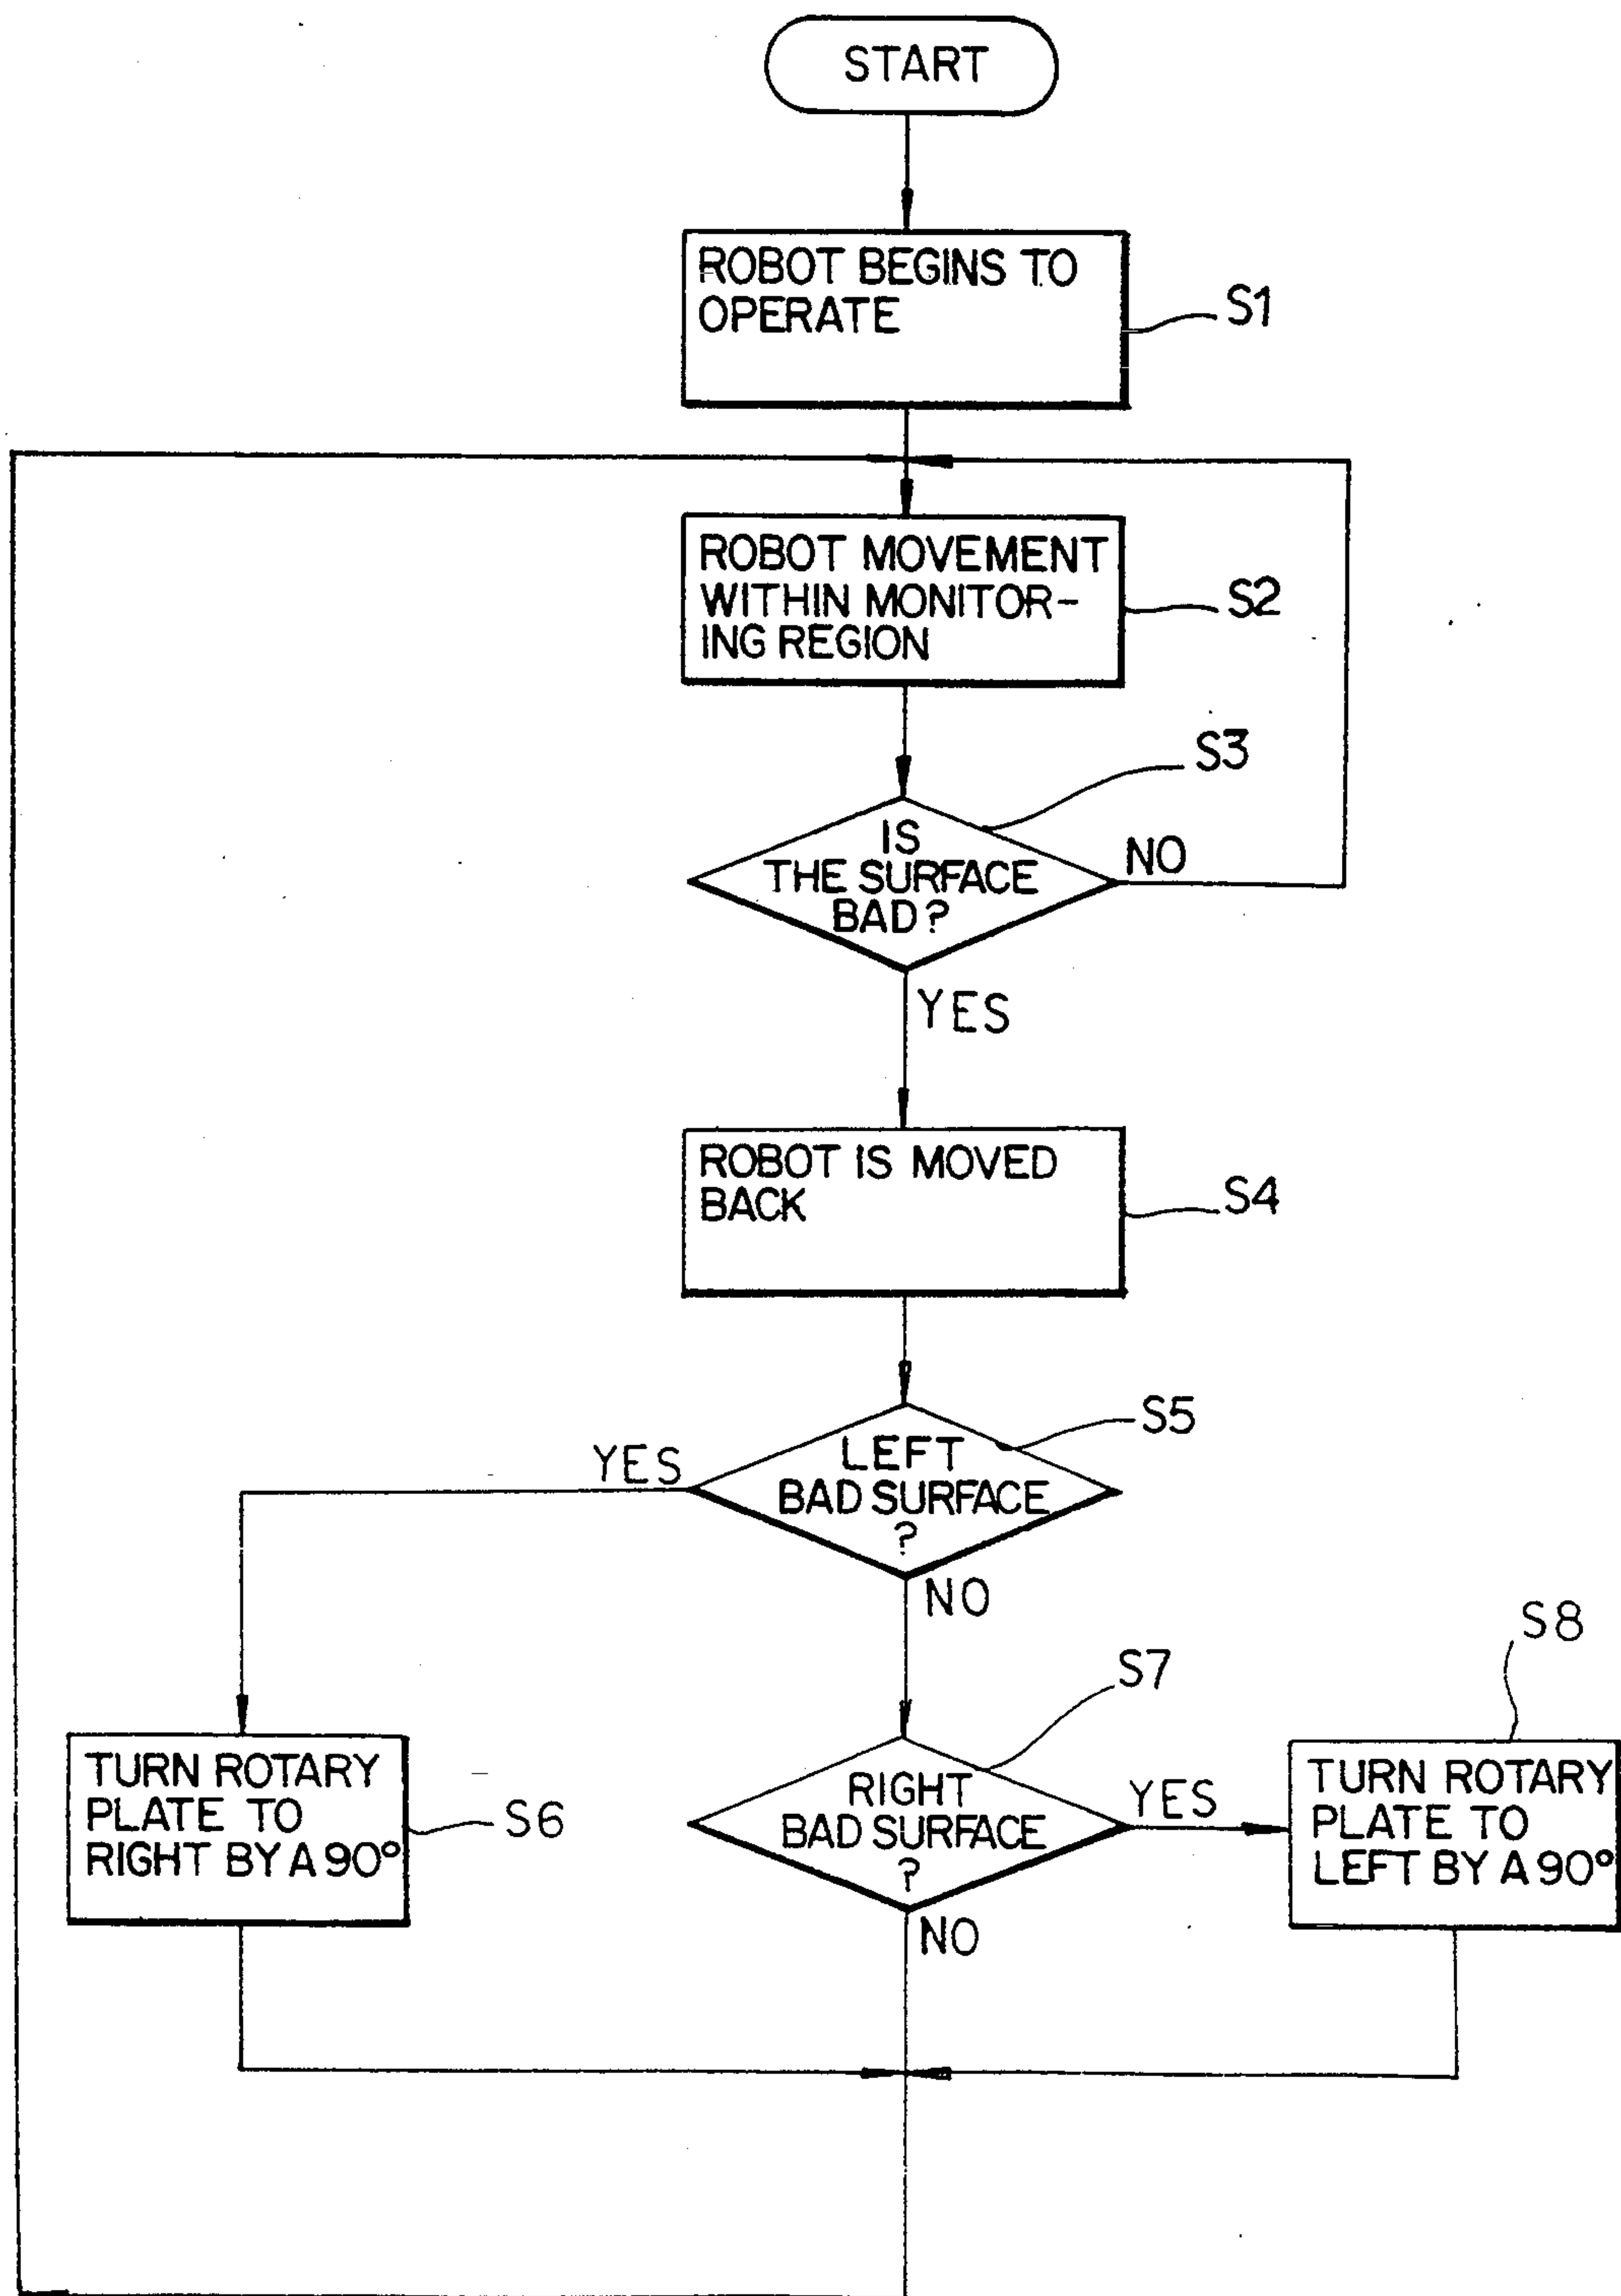 START
ROBOT BEGINS TO
OPERATE
S1
ROBOT MOVEMENT
WITHIN MONITOR-
ING REGION
S2
S3
IS
THE SURFACE
BAD?
NO
YES
ROBOT IS MOVED
BACK
S4
S5
LEFT
BAD SURFACE
?
YES
NO
S8
S7
TURN ROTARY
PLATE TO
RIGHT BY A 90°
S6
RIGHT
BAD SURFACE
?
YES
NO
TURN ROTARY
PLATE TO
LEFT BY A 90°